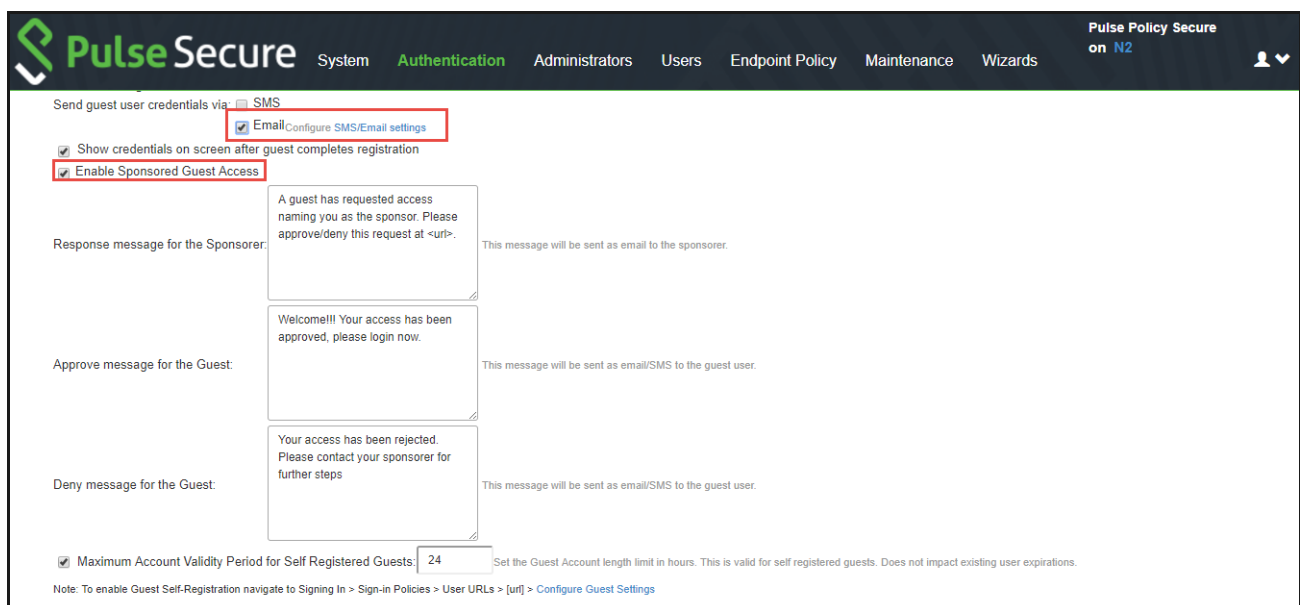 Pulse Policy Secure
on N2
Pulse Secure
System Authentication Administrators Users Endpoint Policy Maintenance Wizards
Send guest user credentials via: SMS
Email Configure SMS/Email settings
Show credentials on screen after guest completes registration
Enable Sponsored Guest Access
A guest has requested access
naming you as the sponsor. Please
approve/deny this request at <url>.
Response message for the Sponsorer: This message will be sent as email to the sponsorer.
Welcome!!! Your access has been
approved, please login now.
Approve message for the Guest: This message will be sent as email/SMS to the guest user.
Your access has been rejected.
Please contact your sponsorer for
further steps
Deny message for the Guest: This message will be sent as email/SMS to the guest user.
Maximum Account Validity Period for Self Registered Guests: 24 Set the Guest Account length limit in hours. This is valid for self registered guests. Does not impact existing user expirations.
Note: To enable Guest Self-Registration navigate to Signing In > Sign-in Policies > User URLs > [url] > Configure Guest Settings